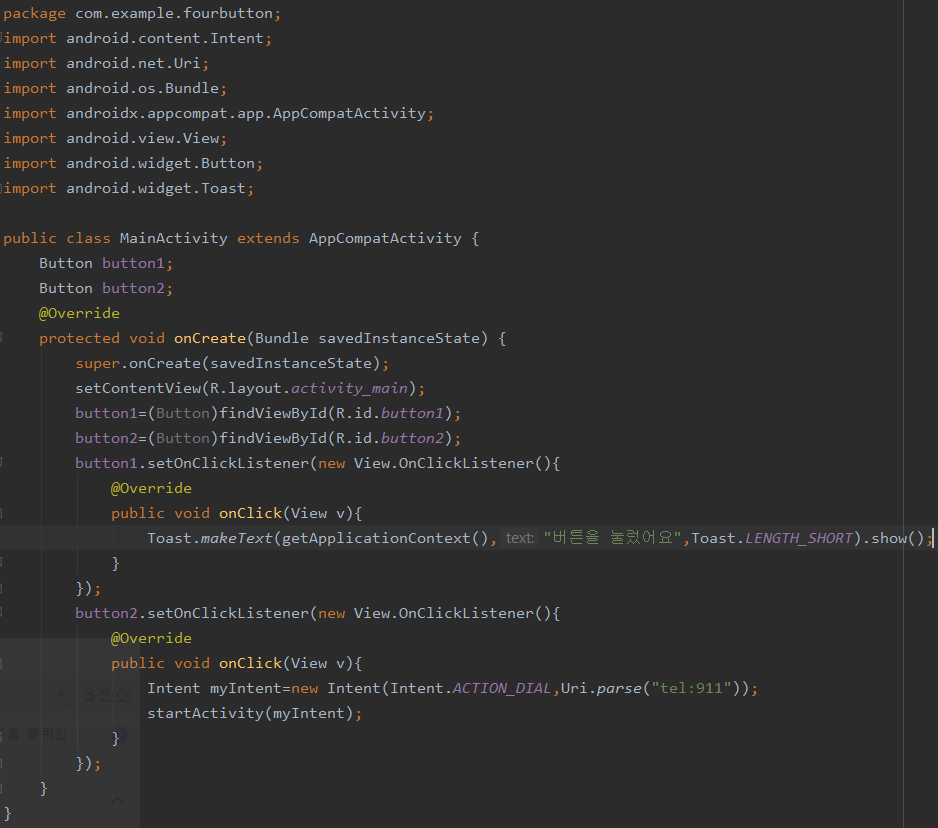 package com.example.fourbutton;
import android.content.Intent;
import android.net.Uri;
import android.os.Bundle;
import androidx.appcompat.app.AppCompatActivity;
import android.view.View;
import android.widget.Button;
import android.widget.Toast;
public class MainActivity extends AppCompatActivity {
Button button1;
Button button2;
@Override
protected void onCreate(Bundle savedInstanceState) {
super.onCreate(savedInstanceState);
setContentView(R.layout.activity_main);
button1=(Button)findViewById(R.id.button1);
button2=(Button)findViewById(R.id.button2);
button1.setOnClickListener(new View.OnClickListener(){
@Override
public void onClick(View v){
Toast.makeText(getApplicationContext(), text: "버튼을 눌렀어요",Toast.LENGTH_SHORT).show();
}
});
button2.setOnClickListener(new View.OnClickListener(){
@Override
public void onClick(View v){
Intent myIntent=new Intent(Intent.ACTION_DIAL,Uri.parse("tel:911"));
옵션(O)
startActivity(myIntent);
}
});
}
}